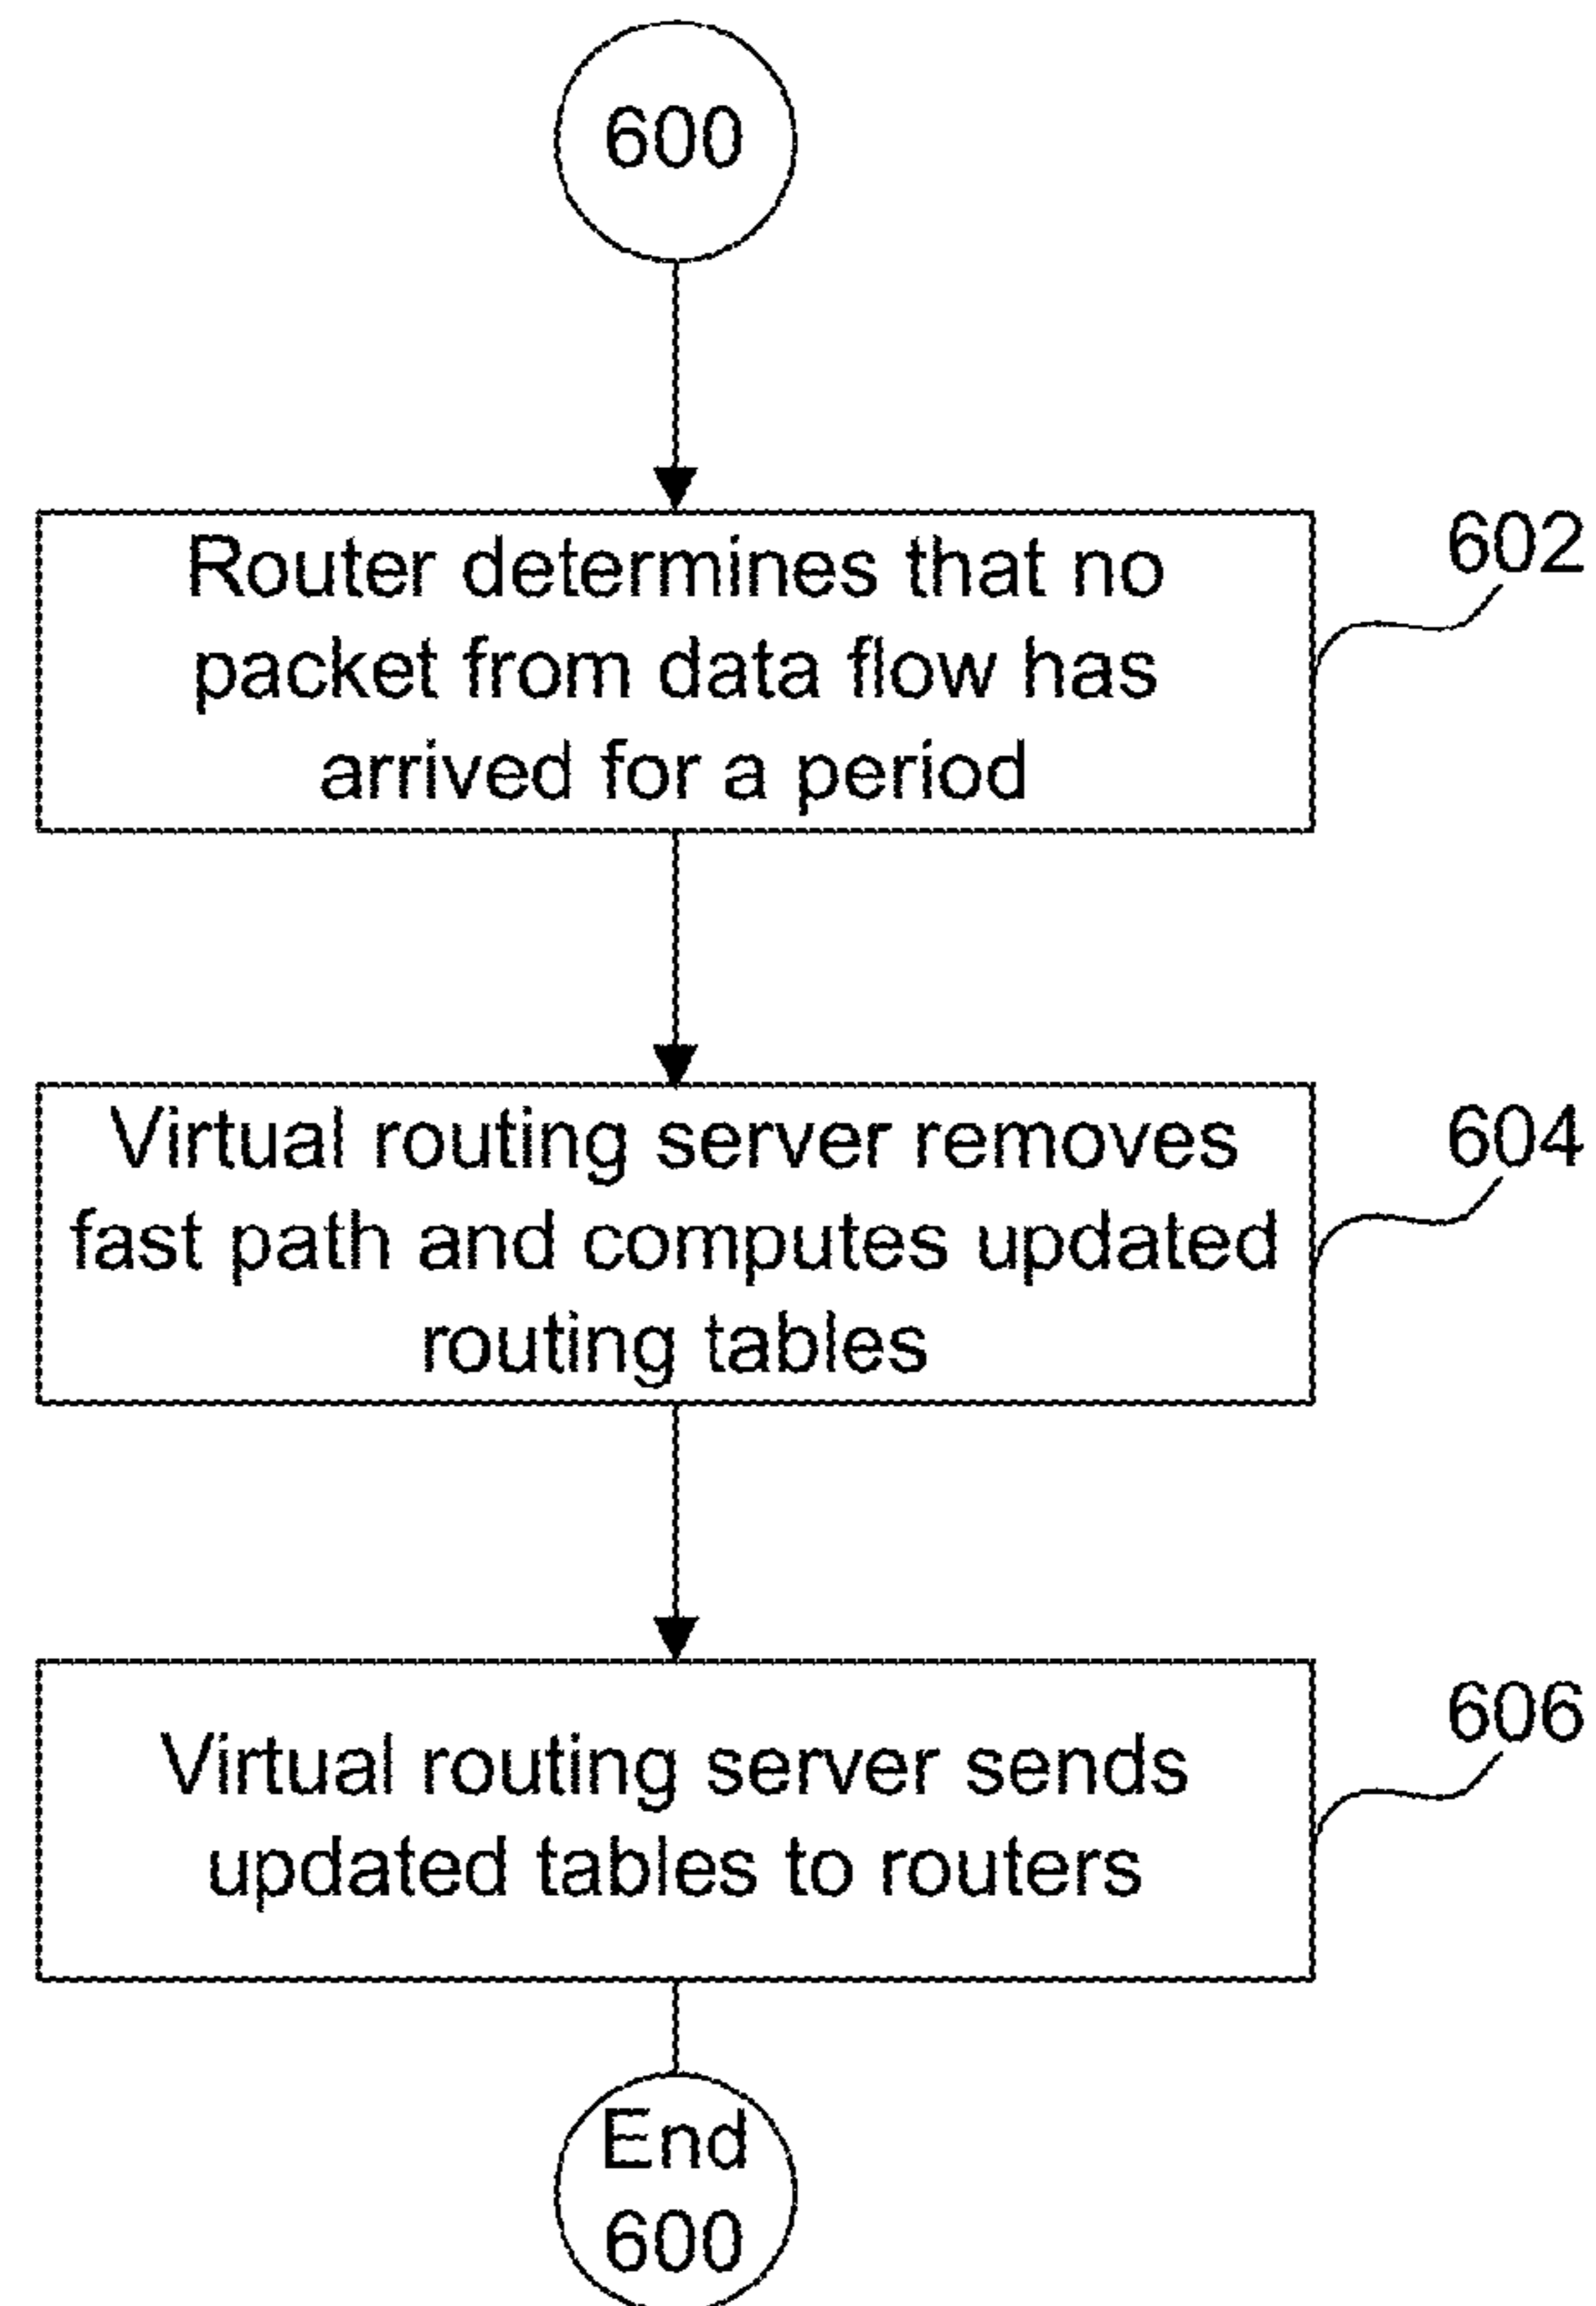 600
Router determines that no
packet from data flow has
arrived for a period
602
Virtual routing server removes
fast path and computes updated
routing tables
604
Virtual routing server sends
updated tables to routers
606
End
600